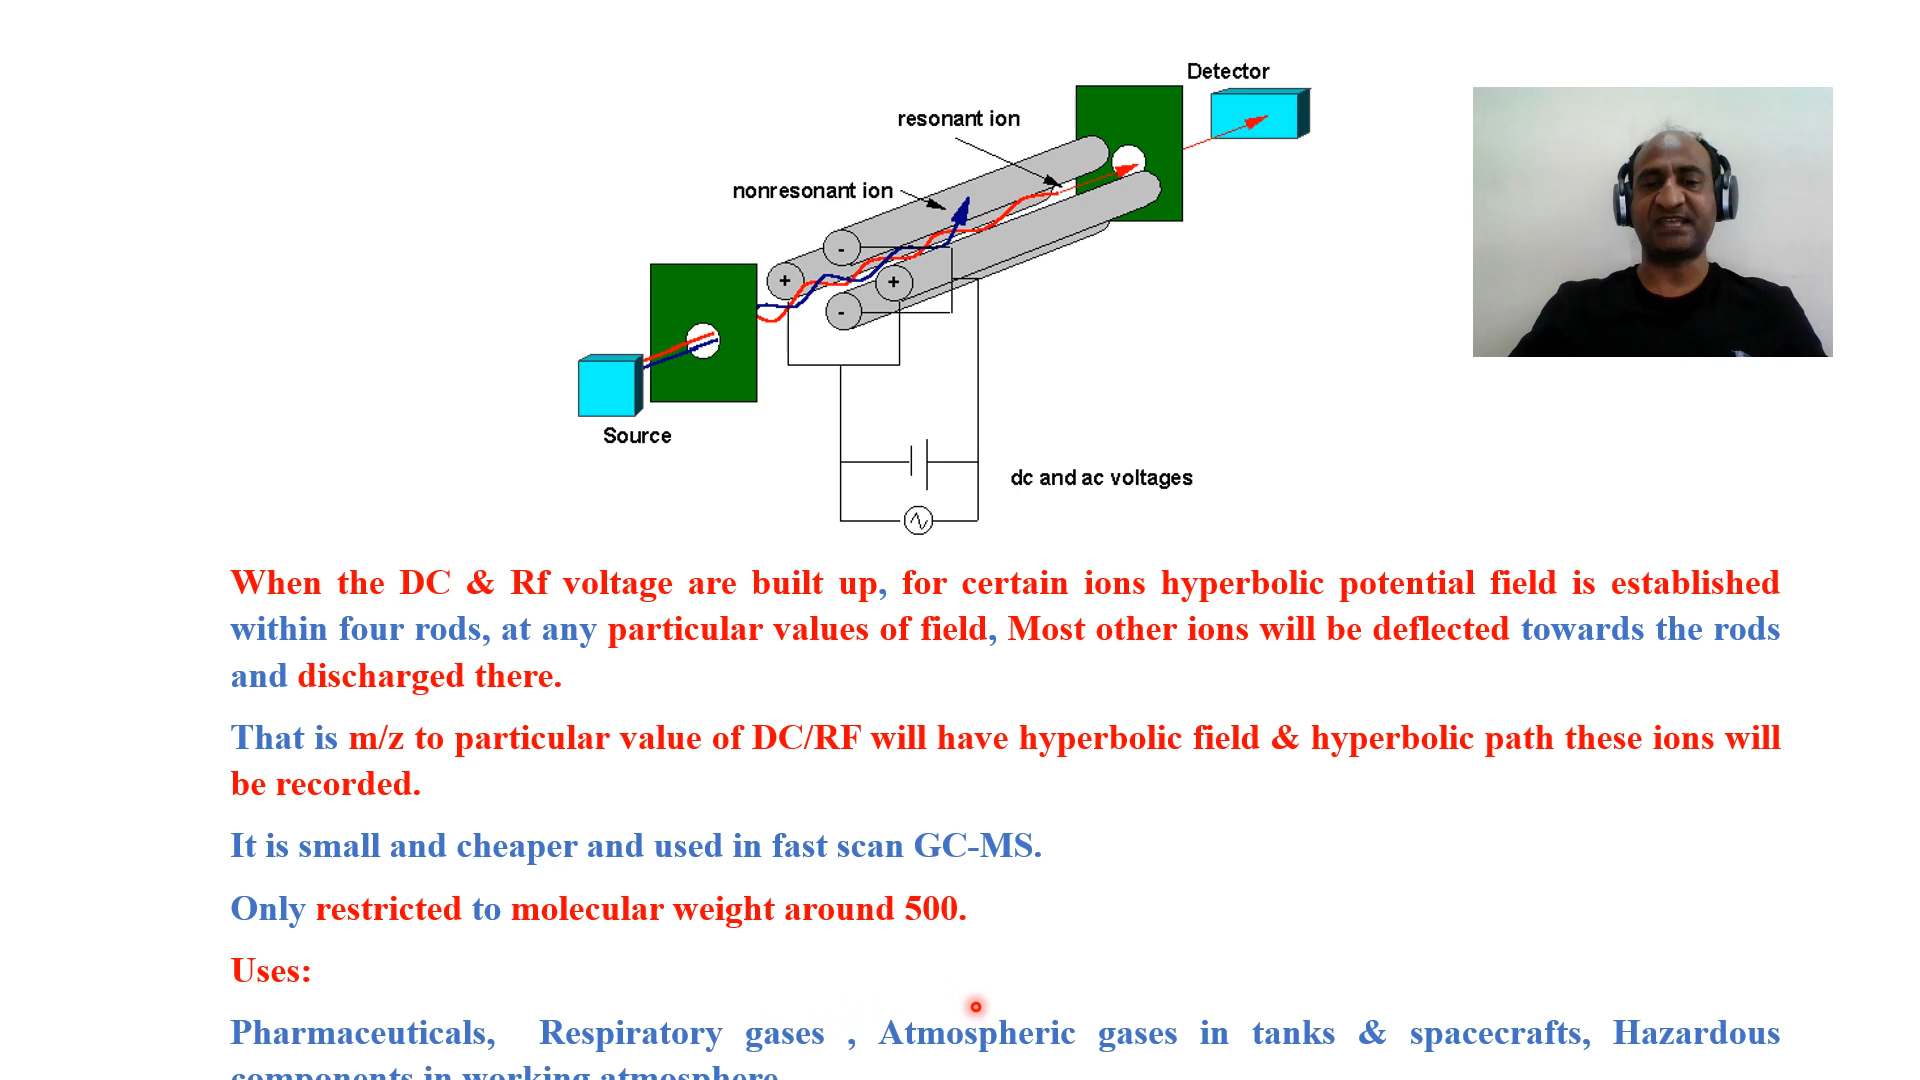 Detector
resonant ion
nonresonant ion
-
+
+
-
Source
dc and ac voltages
When the DC & Rf voltage are built up, for certain ions hyperbolic potential field is established
within four rods, at any particular values of field, Most other ions will be deflected towards the rods
and discharged there.
That is m/z to particular value of DC/RF will have hyperbolic field & hyperbolic path these ions will
be recorded.
It is small and cheaper and used in fast scan GC-MS.
Only restricted to molecular weight around 500.
Uses:
Pharmaceuticals, Respiratory gases , Atmospheric gases in tanks & spacecrafts, Hazardous
components in working atmosphere